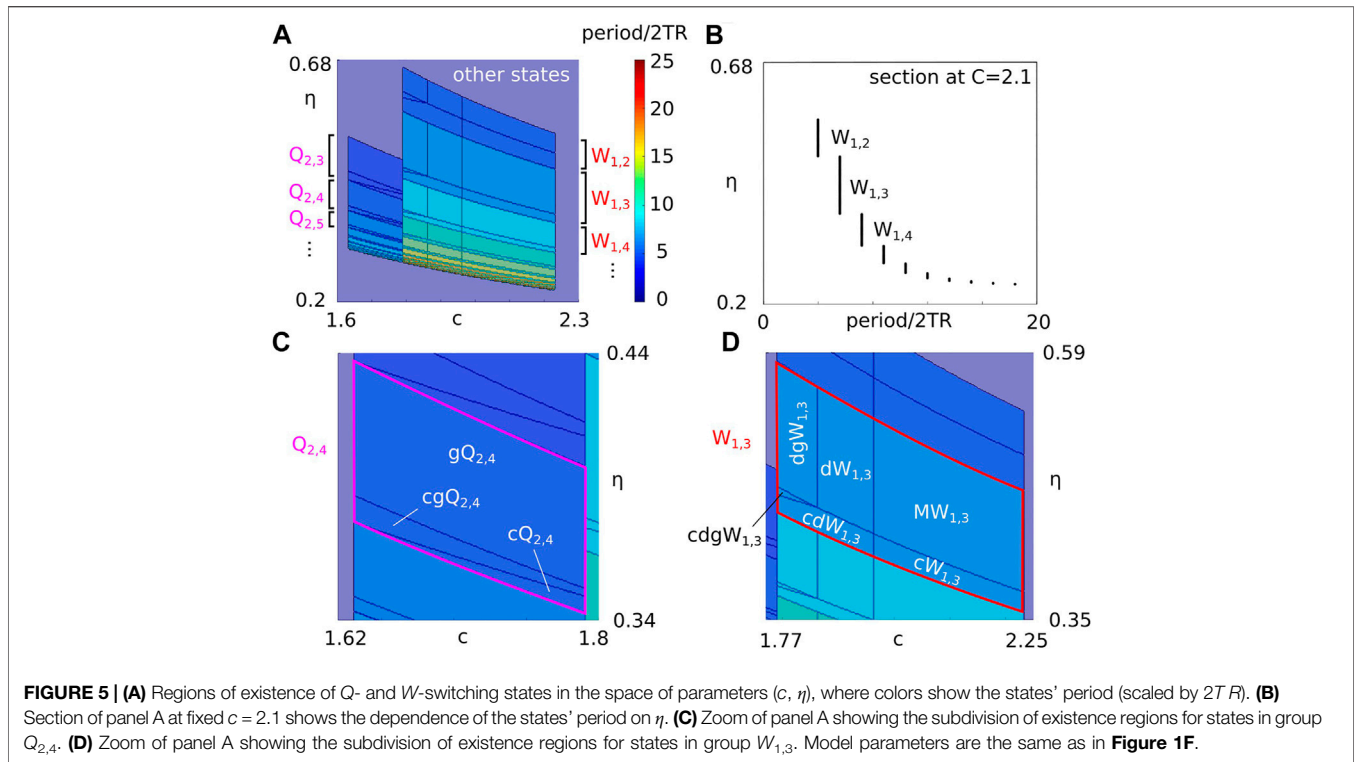 A
period/2TR
0.68
other states
η
Q2,3
Q2,4
Q2,5
...
0.2
1.6
c
2.3
25
20
15
10
5
0
W1,2
W1,3
W1,4
...
B
0.68
section at C=2.1
η
W1,2
W1,3
W1,4
0.2
0
period/2TR
20
C
0.44
Q2,4
gQ2,4
η
cgQ2,4
cQ2,4
0.34
1.62
c
1.8
D
0.59
W1,3
dgW1,3
dW1,3
MW1,3
η
cdgW1,3
cdW1,3
cW1,3
0.35
1.77
c
2.25
FIGURE 5 | (A) Regions of existence of Q- and W-switching states in the space of parameters (c, η), where colors show the states' period (scaled by 2T R). (B)
Section of panel A at fixed c = 2.1 shows the dependence of the states' period on η. (C) Zoom of panel A showing the subdivision of existence regions for states in group
Q2,4. (D) Zoom of panel A showing the subdivision of existence regions for states in group W1,3. Model parameters are the same as in Figure 1F.